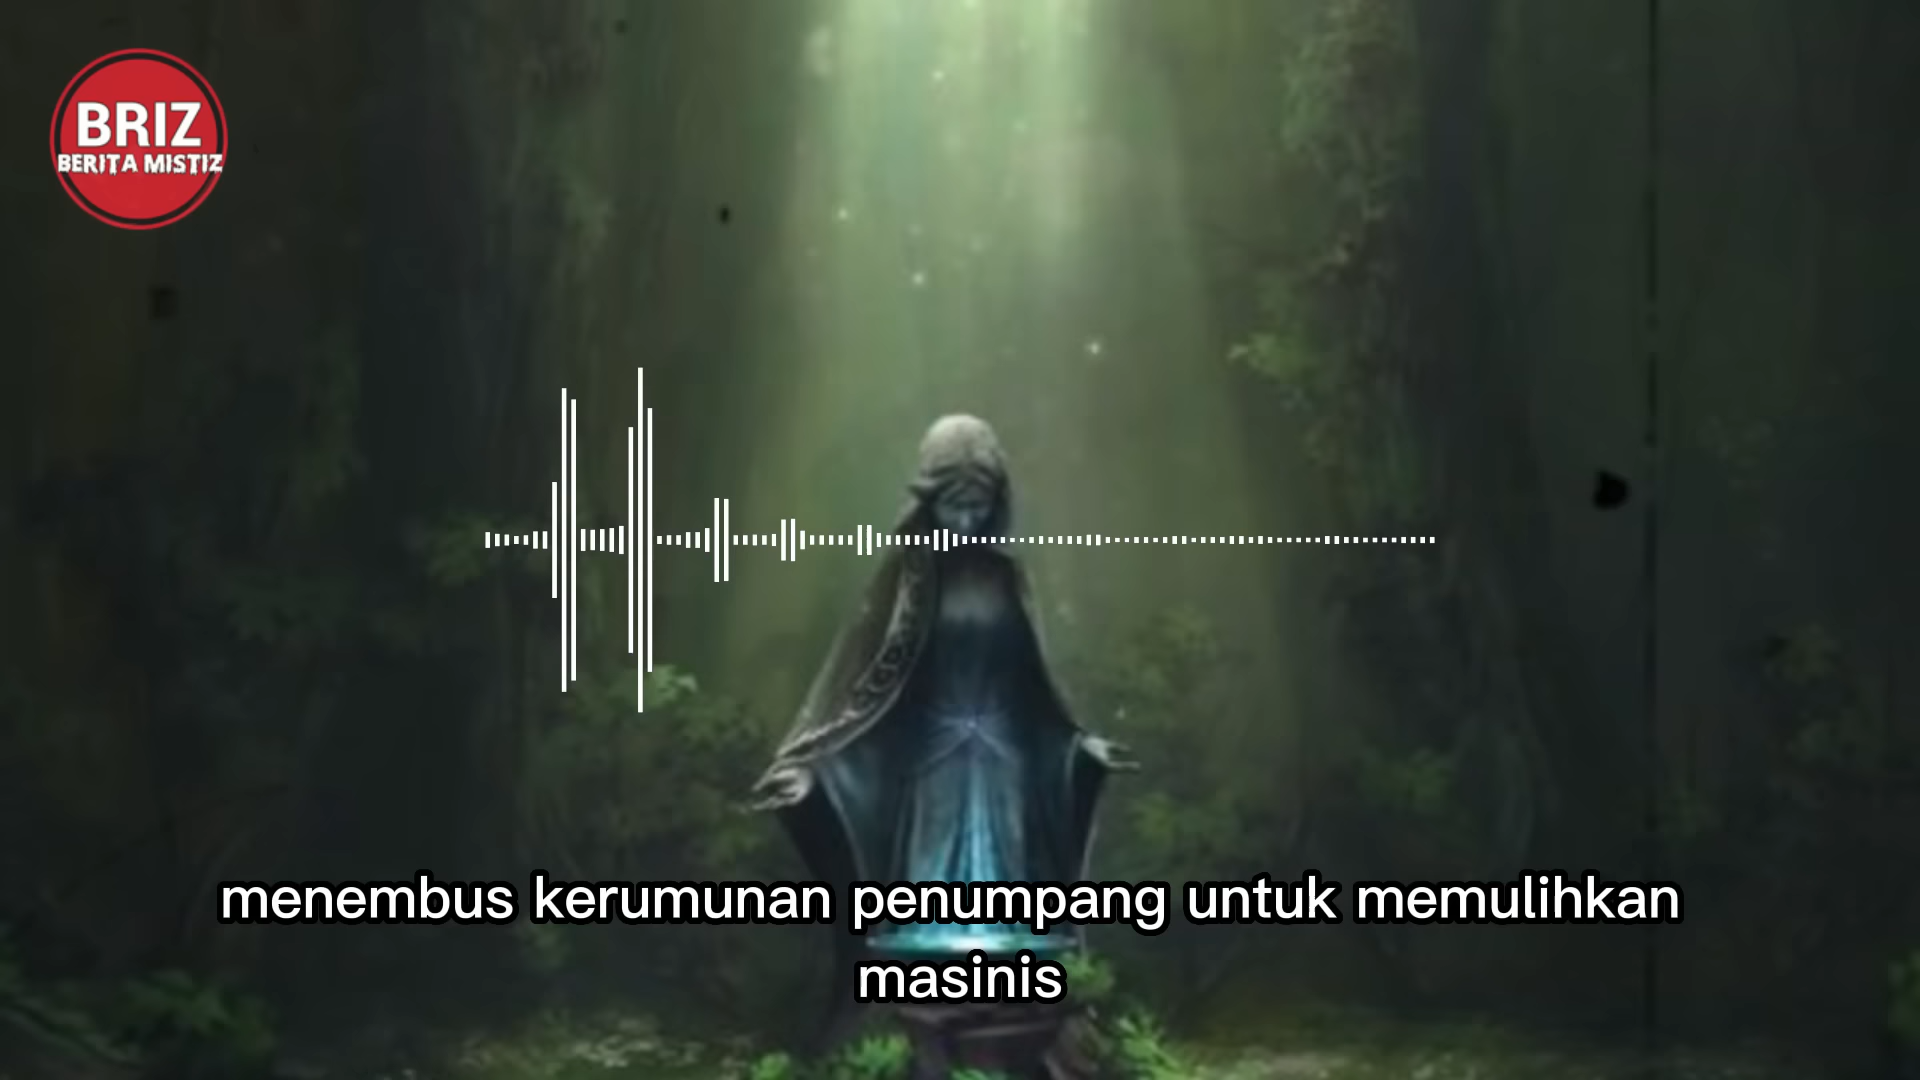 BRIZ
BERITA MISTIZ
menembus kerumunan penumpang untuk memulihkan
masinis